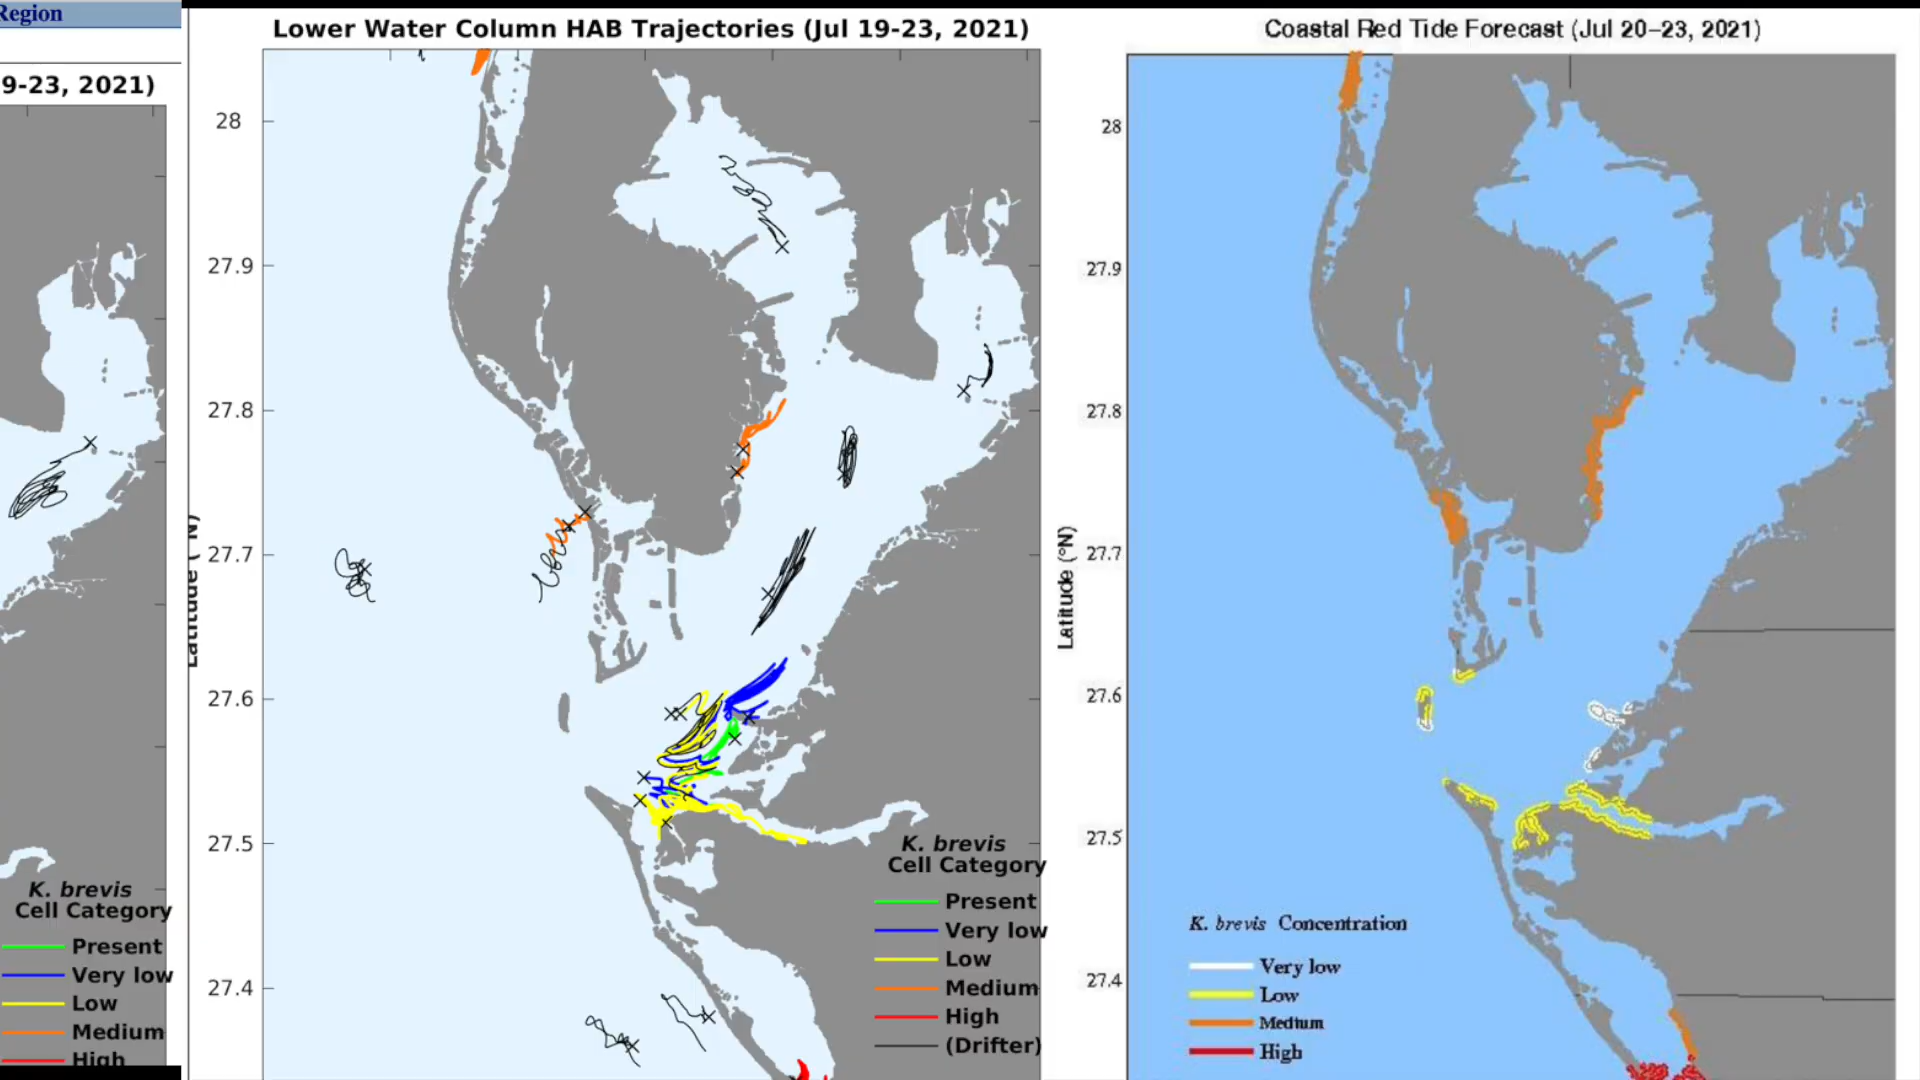 Region
9-23, 2021)
K. brevis
Cell Category
Present
Very low
Low
Medium
High
Lower Water Column HAB Trajectories (Jul 19-23, 2021)
28
27.9
27.8
27.7
27.6
27.5
27.4
K. brevis
Cell Category
Present
Very low
Low
Medium
High
(Drifter)
Coastal Red Tide Forecast (Jul 20–23, 2021)
Latitude (°N)
28
27.9
27.8
27.7
27.6
27.5
27.4
K. brevis Concentration
Very low
Low
Medium
High